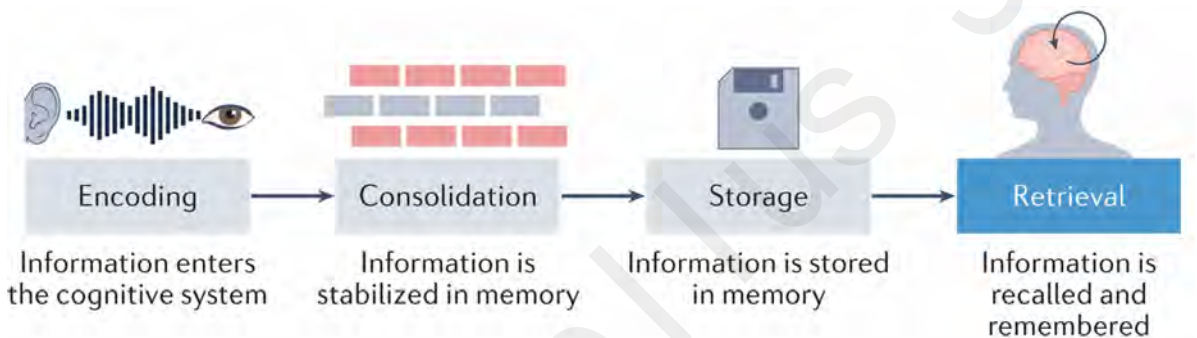 Encoding
Consolidation
Storage
Retrieval
Information enters
the cognitive system
Information is
stabilized in memory
Information is stored
in memory
Information is
recalled and
remembered